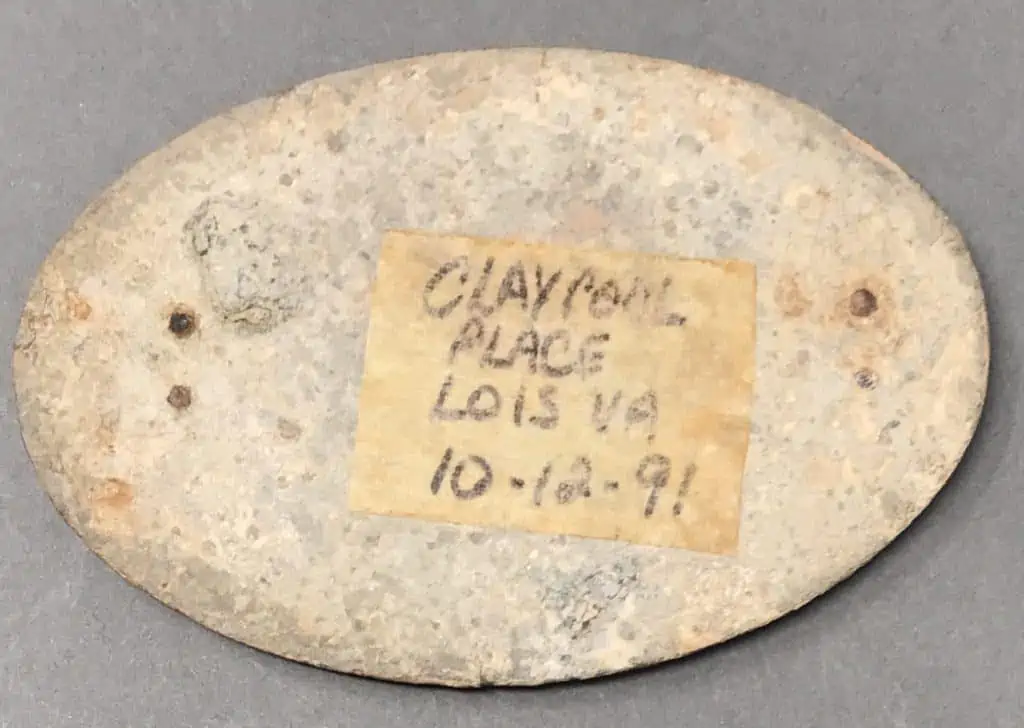 CLAYPOOL
PLACE
LOIS VA
10-12-91